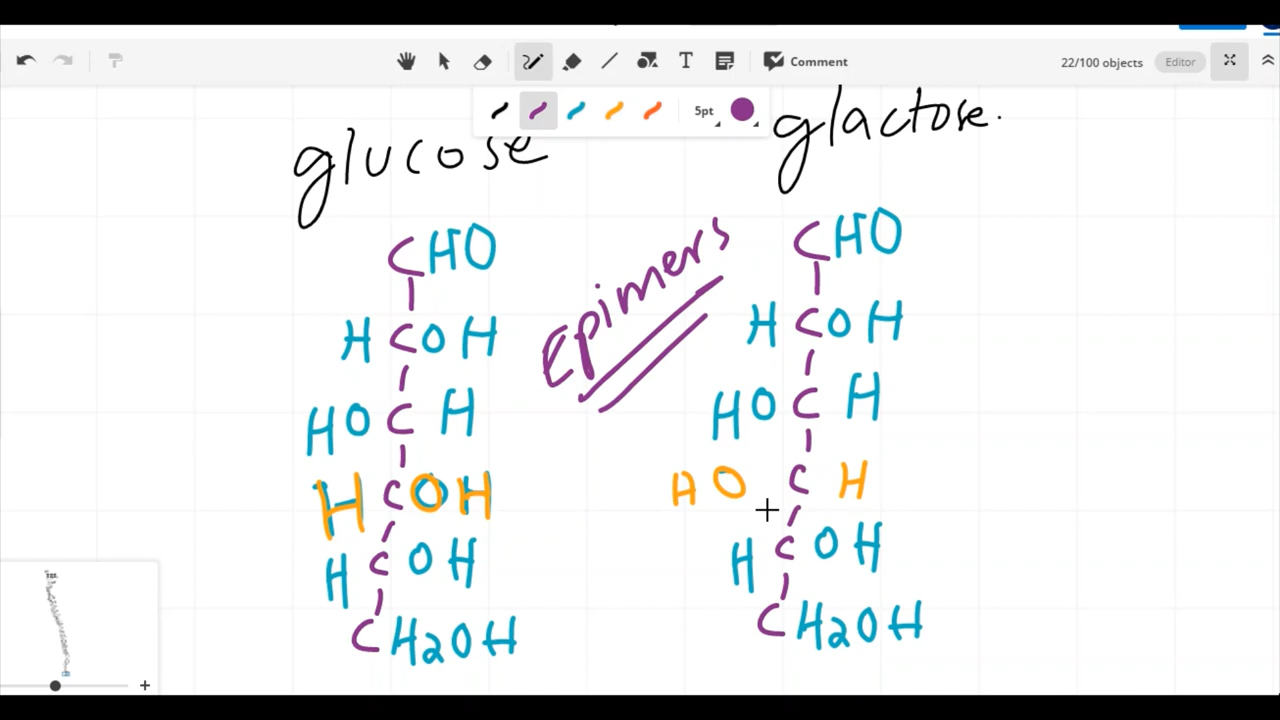 Comment
22/100 objects
Editor
5pt
glucose
glactose.
Epimers
CHO
H C OH
HO C H
H C OH
H C OH
CH2OH
CHO
H C OH
HO C H
HO C H
H C OH
CH2OH